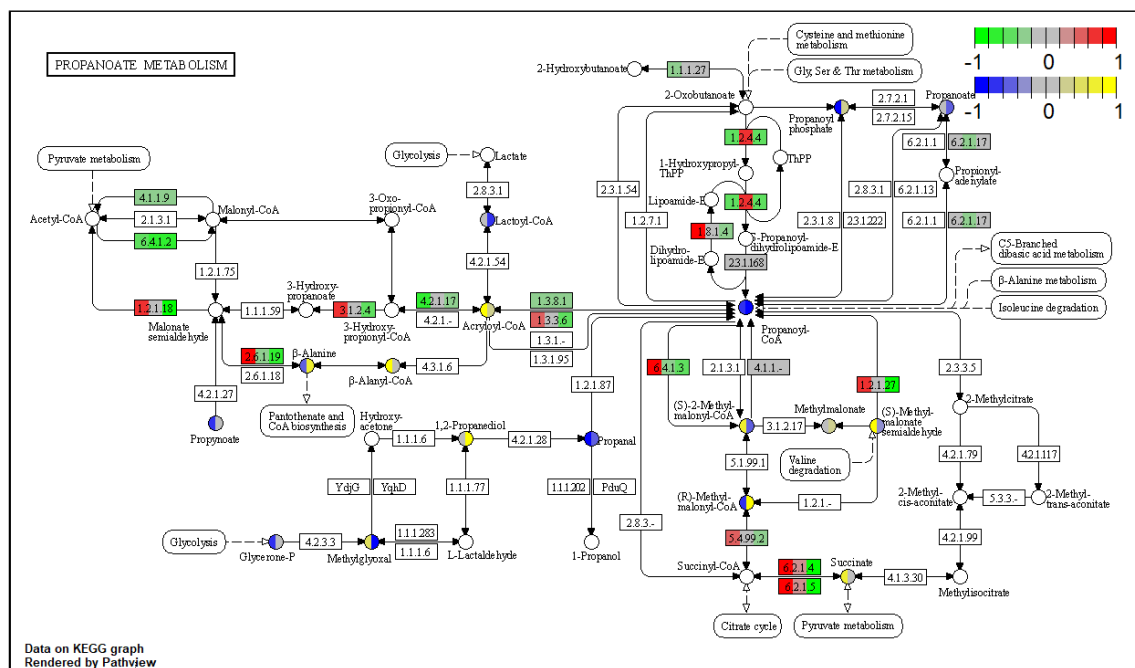 PROPANOATE METABOLISM
Cysteine and methionine
metabolism
Gly, Ser & Thr metabolism
-1 0 1
-1 0 1
2-Hydroxybutanoate
1.1.1.27
2-Oxobutanoate
Propanoyl
phosphate
2.7.2.1
2.7.2.15
Propanoate
1.2.4.4
ThPP
1-Hydroxypropyl-
ThPP
6.2.1.1
6.2.1.17
Propionyl-
adenylate
Pyruvate metabolism
Glycolysis
Lactate
2.8.3.1
Lactoyl-CoA
4.2.1.54
2.3.1.54
1.2.7.1
Lipoamide-E
1.2.4.4
2.8.3.1
6.2.1.13
2.3.1.8
2.3.1.222
6.2.1.1
6.2.1.17
1.8.1.4
S-Propanoyl-
dihydrolipoamide-E
Dihydro-
lipoamide-E
2.3.1.168
C5-Branched
dibasic acid metabolism
β-Alanine metabolism
Isoleucine degradation
Acetyl-CoA
4.1.1.9
2.1.3.1
6.4.1.2
Malonyl-CoA
3-Oxo-
propionyl-CoA
1.2.1.75
1.2.1.18
Malonate
semialdehyde
1.1.1.59
3-Hydroxy-
propanoate
3.1.2.4
3-Hydroxy-
propionyl-CoA
4.2.1.17
4.2.1.-
Acryloyl-CoA
1.3.8.1
1.3.3.6
1.3.1.-
1.3.1.95
Propanoyl-
CoA
2.6.1.19
2.6.1.18
β-Alanine
β-Alanyl-CoA
4.3.1.6
4.2.1.27
Propynoate
Pantothenate and
CoA biosynthesis
1.2.1.87
6.4.1.3
2.1.3.1
4.1.1.-
1.2.1.27
2.3.3.5
(S)-2-Methyl-
malonyl-CoA
3.1.2.17
Methylmalonate
(S)-Methyl-
malonate
semialdehyde
2-Methylcitrate
Valine
degradation
5.1.99.1
(R)-Methyl-
malonyl-CoA
1.2.1.-
4.2.1.79
4.2.1.117
2-Methyl-
cis-aconitate
5.3.3.-
2-Methyl-
trans-aconitate
2.8.3.-
5.4.99.2
4.2.1.99
Succinyl-CoA
6.2.1.4
6.2.1.5
Succinate
4.1.3.30
Methylisocitrate
Citrate cycle
Pyruvate metabolism
Hydroxy-
acetone
1.1.1.6
1,2-Propanediol
4.2.1.28
Propanal
YdjG
YqhD
1.1.1.77
1.1.1.202
PduQ
Glycolysis
Glycerone-P
4.2.3.3
Methylglyoxal
1.1.1.283
1.1.1.6
L-Lactaldehyde
1-Propanol
Data on KEGG graph
Rendered by Pathview